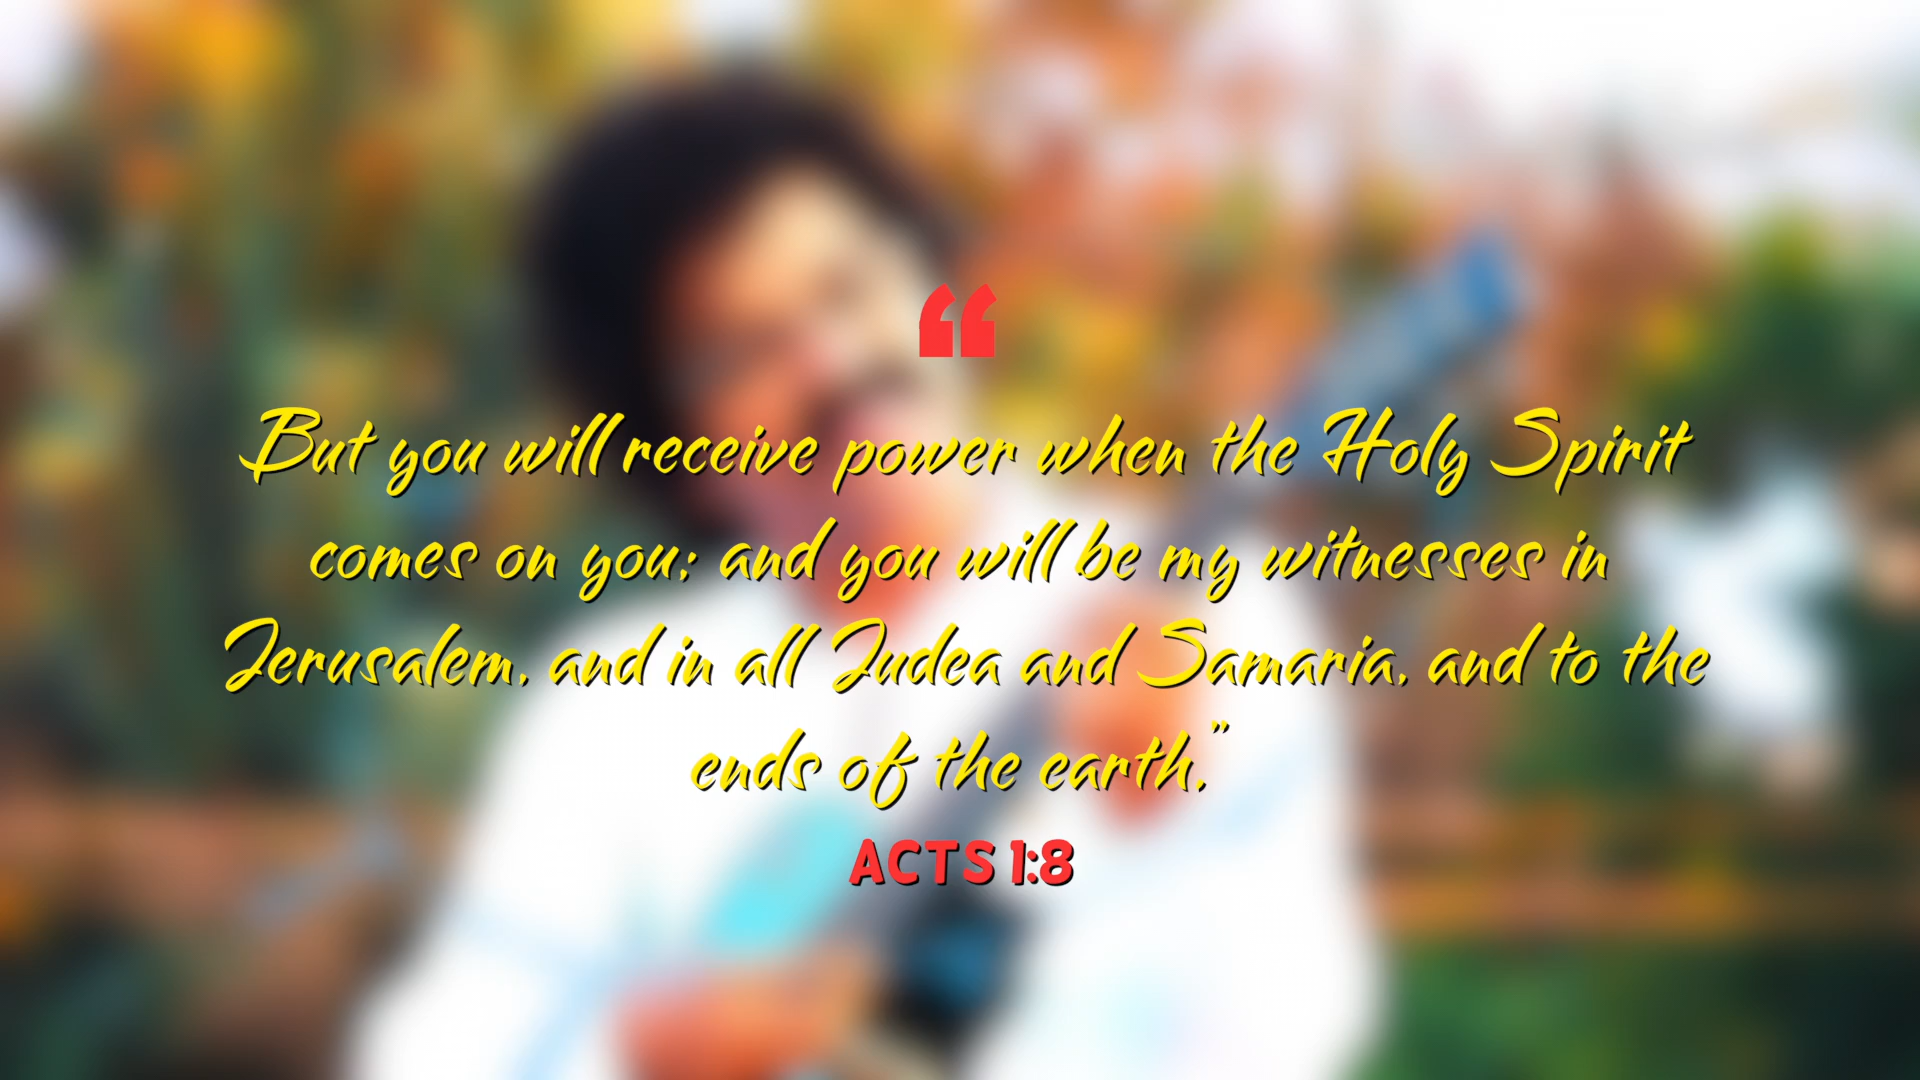 “
But you will receive power when the Holy Spirit
comes on you; and you will be my witnesses in
Jerusalem, and in all Judea and Samaria, and to the
ends of the earth.”
ACTS 1:8